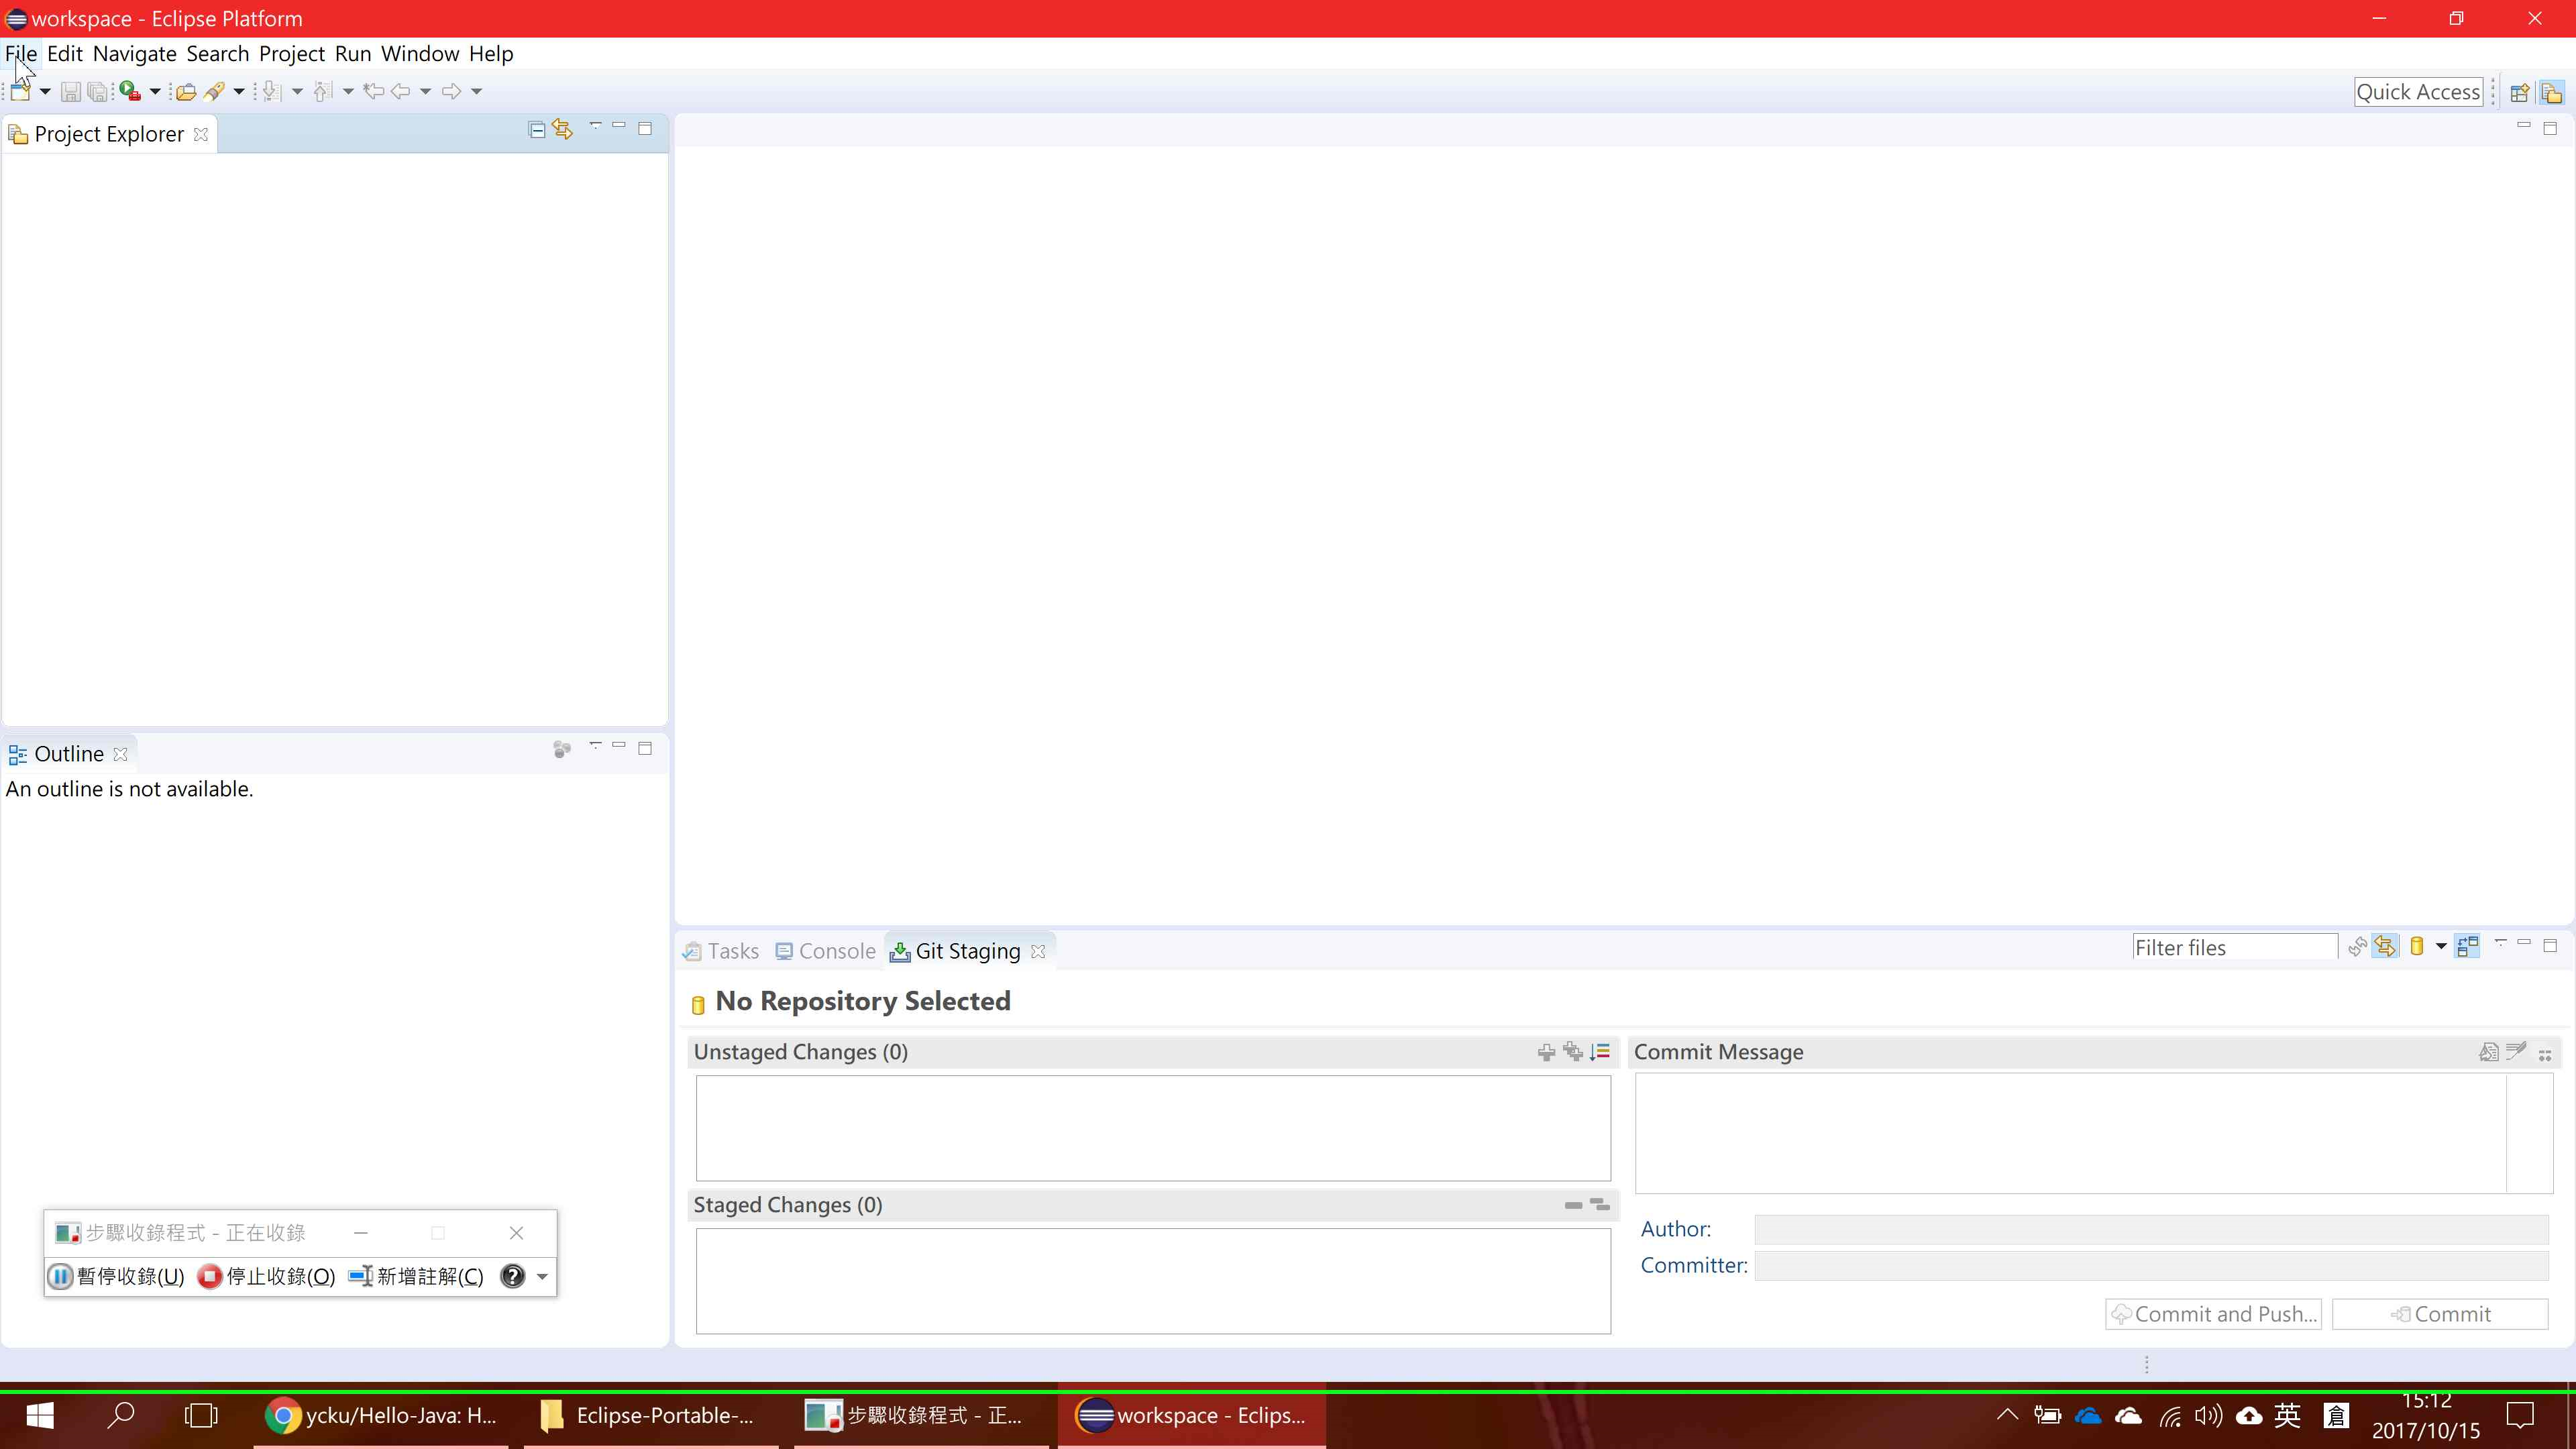 workspace - Eclipse Platform
File Edit Navigate Search Project Run Window Help
Quick Access
Project Explorer
Outline
An outline is not available.
Tasks Console Git Staging
Filter files
No Repository Selected
Unstaged Changes (0)
Commit Message
Staged Changes (0)
Author:
Committer:
Commit and Push...
Commit
步驟收錄程式 - 正在收錄
暫停收錄(U) 停止收錄(O) 新增註解(C)
ycku/Hello-Java: H...
Eclipse-Portable-...
步驟收錄程式 - 正...
workspace - Eclips...
英
倉
15:12
2017/10/15